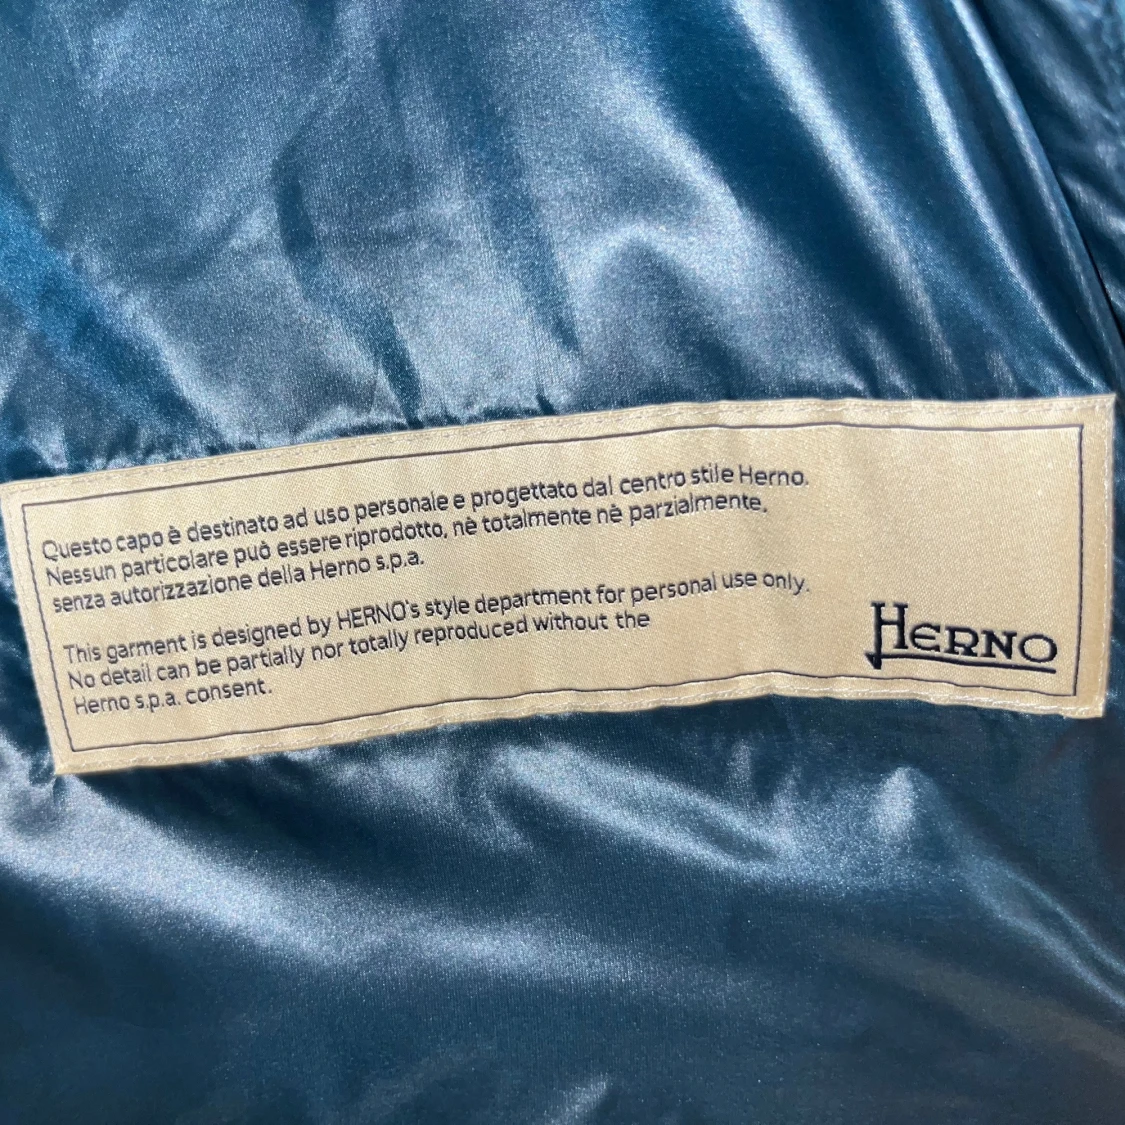 Questo capo è destinato ad uso personale e progettato dal centro stile Herno.
Nessun particolare può essere riprodotto, nè totalmente nè parzialmente,
senza autorizzazione della Herno s.p.a.
This garment is designed by HERNO's style department for personal use only.
No detail can be partially nor totally reproduced without the
Herno s.p.a. consent.
HERNO